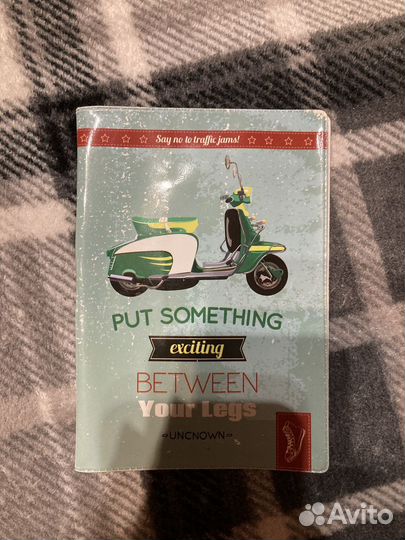 Say no to traffic jams!
PUT SOMETHING
exciting
BETWEEN
Your Legs
UNCNOWN
Avito